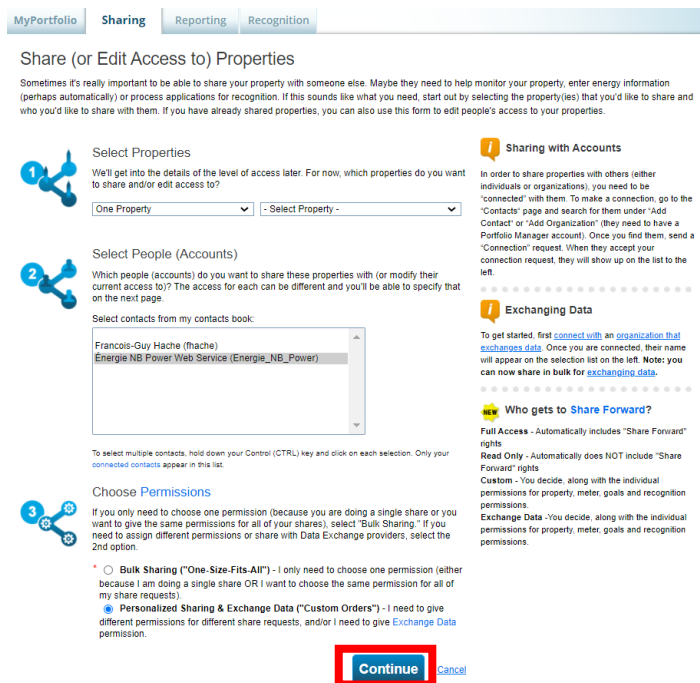 MyPortfolio Sharing Reporting Recognition
Share (or Edit Access to) Properties
Sometimes it's really important to be able to share your property with someone else. Maybe they need to help monitor your property, enter energy information
(perhaps automatically) or process applications for recognition. If this sounds like what you need, start out by selecting the property(ies) that you'd like to share and
who you'd like to share with them. If you have already shared properties, you can also use this form to edit people's access to your properties.
1
Select Properties
We'll get into the details of the level of access later. For now, which properties do you want
to share and/or edit access to?
One Property - Select Property -
2
Select People (Accounts)
Which people (accounts) do you want to share these properties with (or modify their
current access to)? The access for each can be different and you'll be able to specify that
on the next page.
Select contacts from my contacts book:
Francois-Guy Hache (fhache)
Énergie NB Power Web Service (Energie_NB_Power)
To select multiple contacts, hold down your Control (CTRL) key and click on each selection. Only your
connected contacts appear in this list.
3
Choose Permissions
If you only need to choose one permission (because you are doing a single share or you
want to give the same permissions for all of your shares), select "Bulk Sharing." If you
need to assign different permissions or share with Data Exchange providers, select the
2nd option.
* Bulk Sharing ("One-Size-Fits-All") - I only need to choose one permission (either
because I am doing a single share OR I want to choose the same permission for all of
my share requests).
Personalized Sharing & Exchange Data ("Custom Orders") - I need to give
different permissions for different share requests, and/or I need to give Exchange Data
permission.
Continue Cancel
Sharing with Accounts
In order to share properties with others (either
individuals or organizations), you need to be
"connected" with them. To make a connection, go to the
"Contacts" page and search for them under "Add
Contact" or "Add Organization" (they need to have a
Portfolio Manager account). Once you find them, send a
"Connection" request. When they accept your
connection request, they will show up on the list to the
left.
Exchanging Data
To get started, first connect with an organization that
exchanges data. Once you are connected, their name
will appear on the selection list on the left. Note: you
can now share in bulk for exchanging data.
NEW Who gets to Share Forward?
Full Access - Automatically includes "Share Forward"
rights
Read Only - Automatically does NOT include "Share
Forward" rights
Custom - You decide, along with the individual
permissions for property, meter, goals and recognition
permissions.
Exchange Data -You decide, along with the individual
permissions for property, meter, goals and recognition
permissions.